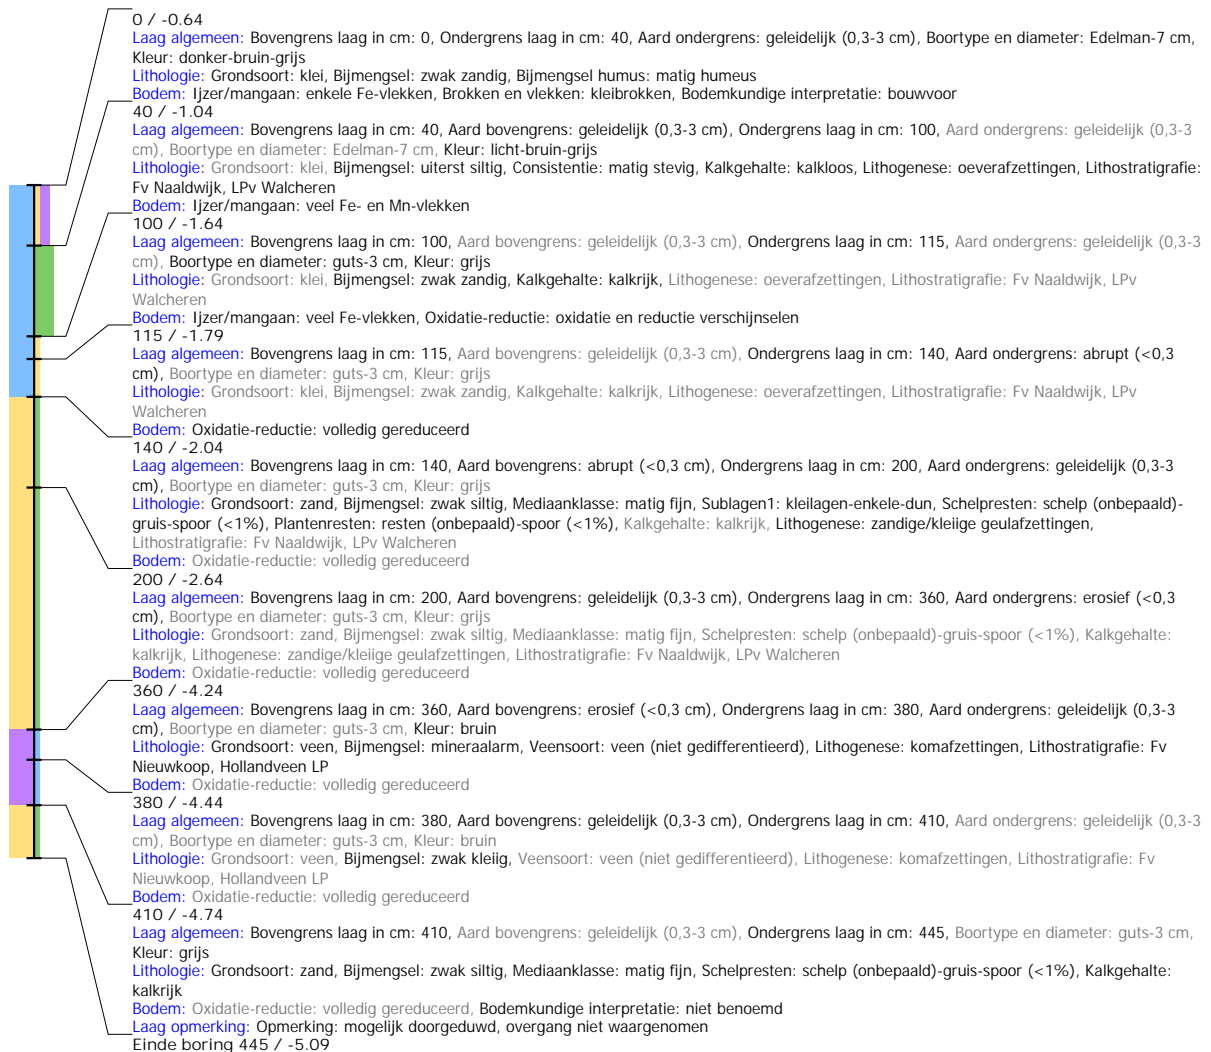 0 / -0.64
Laag algemeen: Bovengrens laag in cm: 0, Ondergrens laag in cm: 40, Aard ondergrens: geleidelijk (0,3-3 cm), Boortype en diameter: Edelman-7 cm,
Kleur: donker-bruin-grijs
Lithologie: Grondsoort: klei, Bijmengsel: zwak zandig, Bijmengsel humus: matig humeus
Bodem: Ijzer/mangaan: enkele Fe-vlekken, Brokken en vlekken: kleibrokken, Bodemkundige interpretatie: bouwvoor
40 / -1.04
Laag algemeen: Bovengrens laag in cm: 40, Aard bovengrens: geleidelijk (0,3-3 cm), Ondergrens laag in cm: 100, Aard ondergrens: geleidelijk (0,3-3
cm), Boortype en diameter: Edelman-7 cm, Kleur: licht-bruin-grijs
Lithologie: Grondsoort: klei, Bijmengsel: uiterst siltig, Consistentie: matig stevig, Kalkgehalte: kalkloos, Lithogenese: oeverafzettingen, Lithostratigrafie:
Fv Naaldwijk, LPv Walcheren
Bodem: Ijzer/mangaan: veel Fe- en Mn-vlekken
100 / -1.64
Laag algemeen: Bovengrens laag in cm: 100, Aard bovengrens: geleidelijk (0,3-3 cm), Ondergrens laag in cm: 115, Aard ondergrens: geleidelijk (0,3-3
cm), Boortype en diameter: guts-3 cm, Kleur: grijs
Lithologie: Grondsoort: klei, Bijmengsel: zwak zandig, Kalkgehalte: kalkrijk, Lithogenese: oeverafzettingen, Lithostratigrafie: Fv Naaldwijk, LPv
Walcheren
Bodem: Ijzer/mangaan: veel Fe-vlekken, Oxidatie-reductie: oxidatie en reductie verschijnselen
115 / -1.79
Laag algemeen: Bovengrens laag in cm: 115, Aard bovengrens: geleidelijk (0,3-3 cm), Ondergrens laag in cm: 140, Aard ondergrens: abrupt (<0,3
cm), Boortype en diameter: guts-3 cm, Kleur: grijs
Lithologie: Grondsoort: klei, Bijmengsel: zwak zandig, Kalkgehalte: kalkrijk, Lithogenese: oeverafzettingen, Lithostratigrafie: Fv Naaldwijk, LPv
Walcheren
Bodem: Oxidatie-reductie: volledig gereduceerd
140 / -2.04
Laag algemeen: Bovengrens laag in cm: 140, Aard bovengrens: abrupt (<0,3 cm), Ondergrens laag in cm: 200, Aard ondergrens: geleidelijk (0,3-3
cm), Boortype en diameter: guts-3 cm, Kleur: grijs
Lithologie: Grondsoort: zand, Bijmengsel: zwak siltig, Mediaanklasse: matig fijn, Sublagen1: kleilagen-enkele-dun, Schelpresten: schelp (onbepaald)-
gruis-spoor (<1%), Plantenresten: resten (onbepaald)-spoor (<1%), Kalkgehalte: kalkrijk, Lithogenese: zandige/kleiige geulafzettingen,
Lithostratigrafie: Fv Naaldwijk, LPv Walcheren
Bodem: Oxidatie-reductie: volledig gereduceerd
200 / -2.64
Laag algemeen: Bovengrens laag in cm: 200, Aard bovengrens: geleidelijk (0,3-3 cm), Ondergrens laag in cm: 360, Aard ondergrens: erosief (<0,3
cm), Boortype en diameter: guts-3 cm, Kleur: grijs
Lithologie: Grondsoort: zand, Bijmengsel: zwak siltig, Mediaanklasse: matig fijn, Schelpresten: schelp (onbepaald)-gruis-spoor (<1%), Kalkgehalte:
kalkrijk, Lithogenese: zandige/kleiige geulafzettingen, Lithostratigrafie: Fv Naaldwijk, LPv Walcheren
Bodem: Oxidatie-reductie: volledig gereduceerd
360 / -4.24
Laag algemeen: Bovengrens laag in cm: 360, Aard bovengrens: erosief (<0,3 cm), Ondergrens laag in cm: 380, Aard ondergrens: geleidelijk (0,3-3
cm), Boortype en diameter: guts-3 cm, Kleur: bruin
Lithologie: Grondsoort: veen, Bijmengsel: mineraalarm, Veensoort: veen (niet gedifferentieerd), Lithogenese: komafzettingen, Lithostratigrafie: Fv
Nieuwkoop, Hollandveen LP
Bodem: Oxidatie-reductie: volledig gereduceerd
380 / -4.44
Laag algemeen: Bovengrens laag in cm: 380, Aard bovengrens: geleidelijk (0,3-3 cm), Ondergrens laag in cm: 410, Aard ondergrens: geleidelijk (0,3-3
cm), Boortype en diameter: guts-3 cm, Kleur: bruin
Lithologie: Grondsoort: veen, Bijmengsel: zwak kleiig, Veensoort: veen (niet gedifferentieerd), Lithogenese: komafzettingen, Lithostratigrafie: Fv
Nieuwkoop, Hollandveen LP
Bodem: Oxidatie-reductie: volledig gereduceerd
410 / -4.74
Laag algemeen: Bovengrens laag in cm: 410, Aard bovengrens: geleidelijk (0,3-3 cm), Ondergrens laag in cm: 445, Boortype en diameter: guts-3 cm,
Kleur: grijs
Lithologie: Grondsoort: zand, Bijmengsel: zwak siltig, Mediaanklasse: matig fijn, Schelpresten: schelp (onbepaald)-gruis-spoor (<1%), Kalkgehalte:
kalkrijk
Bodem: Oxidatie-reductie: volledig gereduceerd, Bodemkundige interpretatie: niet benoemd
Laag opmerking: Opmerking: mogelijk doorgeduwd, overgang niet waargenomen
Einde boring 445 / -5.09